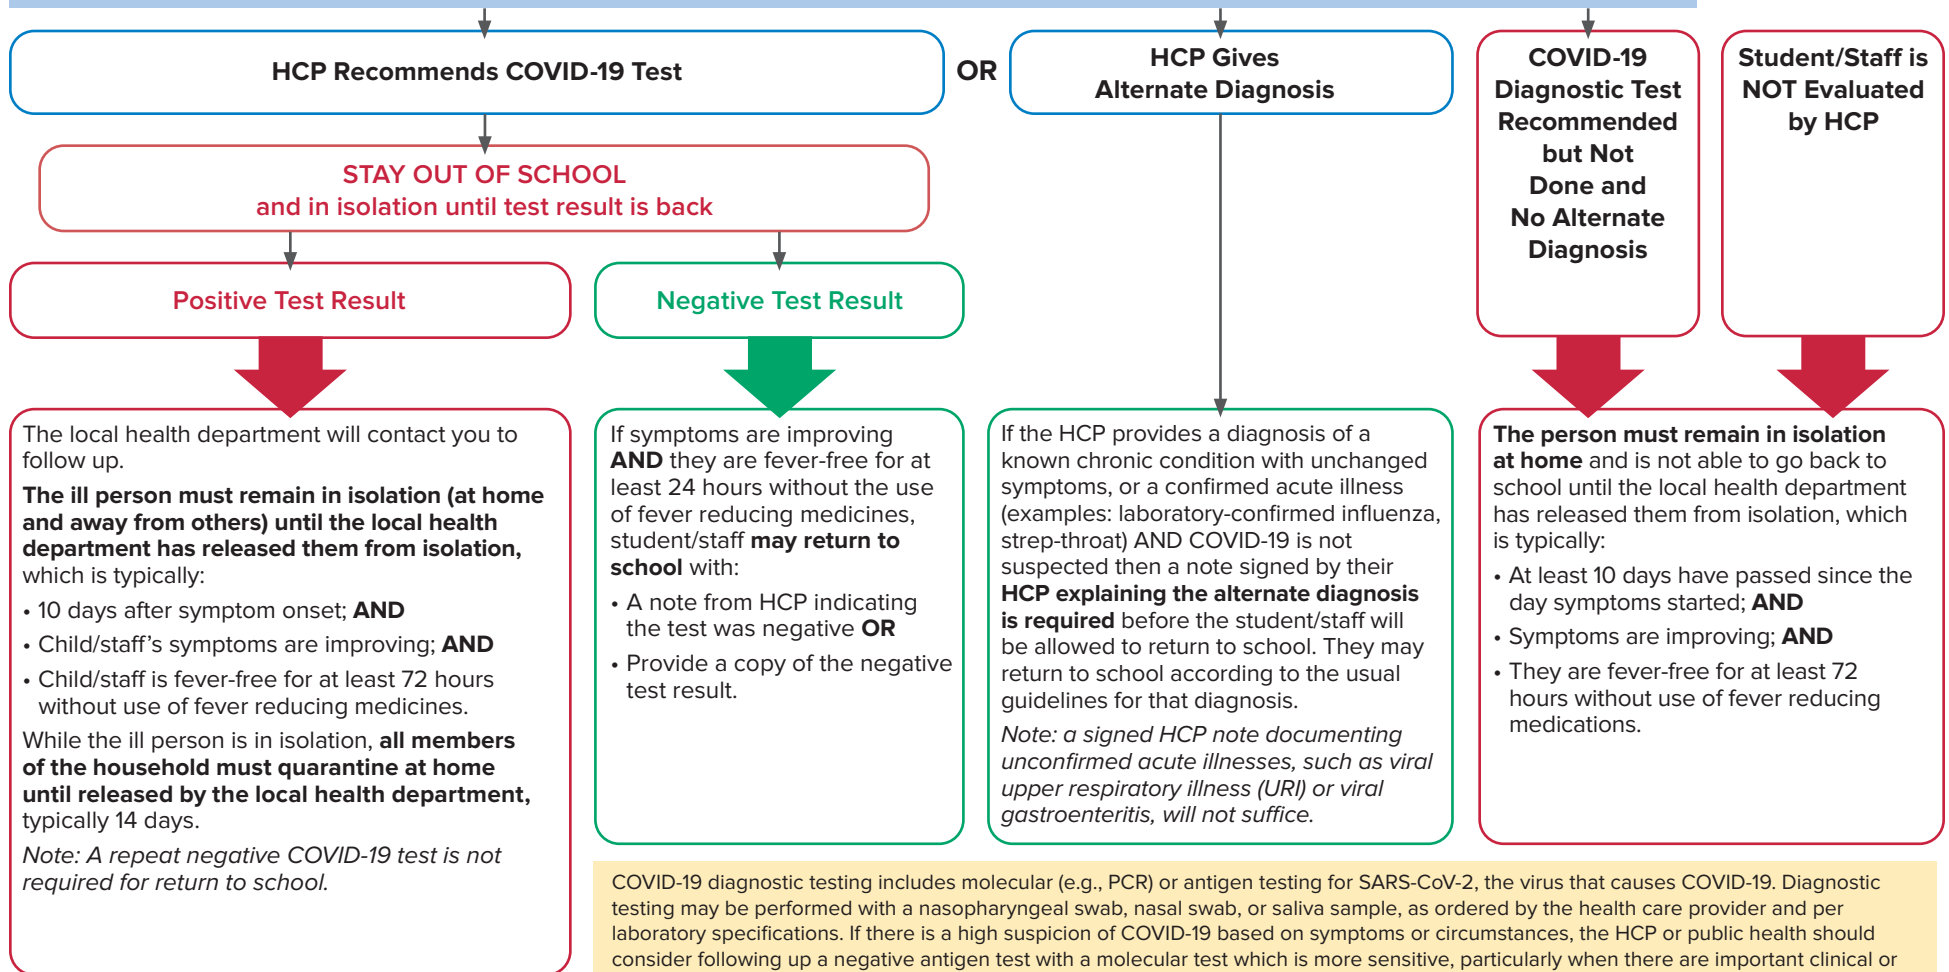 HCP Recommends COVID-19 Test
OR
HCP Gives
Alternate Diagnosis
COVID-19
Diagnostic Test
Recommended
but Not
Done and
No Alternate
Diagnosis
Student/Staff is
NOT Evaluated
by HCP
STAY OUT OF SCHOOL
and in isolation until test result is back
Positive Test Result
Negative Test Result
The local health department will contact you to
follow up.
The ill person must remain in isolation (at home
and away from others) until the local health
department has released them from isolation,
which is typically:
• 10 days after symptom onset; AND
• Child/staff's symptoms are improving; AND
• Child/staff is fever-free for at least 72 hours
without use of fever reducing medicines.
While the ill person is in isolation, all members
of the household must quarantine at home
until released by the local health department,
typically 14 days.
Note: A repeat negative COVID-19 test is not
required for return to school.
If symptoms are improving
AND they are fever-free for at
least 24 hours without the use
of fever reducing medicines,
student/staff may return to
school with:
• A note from HCP indicating
the test was negative OR
• Provide a copy of the negative
test result.
If the HCP provides a diagnosis of a
known chronic condition with unchanged
symptoms, or a confirmed acute illness
(examples: laboratory-confirmed influenza,
strep-throat) AND COVID-19 is not
suspected then a note signed by their
HCP explaining the alternate diagnosis
is required before the student/staff will
be allowed to return to school. They may
return to school according to the usual
guidelines for that diagnosis.
Note: a signed HCP note documenting
unconfirmed acute illnesses, such as viral
upper respiratory illness (URI) or viral
gastroenteritis, will not suffice.
The person must remain in isolation
at home and is not able to go back to
school until the local health department
has released them from isolation, which
is typically:
• At least 10 days have passed since the
day symptoms started; AND
• Symptoms are improving; AND
• They are fever-free for at least 72
hours without use of fever reducing
medications.
COVID-19 diagnostic testing includes molecular (e.g., PCR) or antigen testing for SARS-CoV-2, the virus that causes COVID-19. Diagnostic
testing may be performed with a nasopharyngeal swab, nasal swab, or saliva sample, as ordered by the health care provider and per
laboratory specifications. If there is a high suspicion of COVID-19 based on symptoms or circumstances, the HCP or public health should
consider following up a negative antigen test with a molecular test which is more sensitive, particularly when there are important clinical or